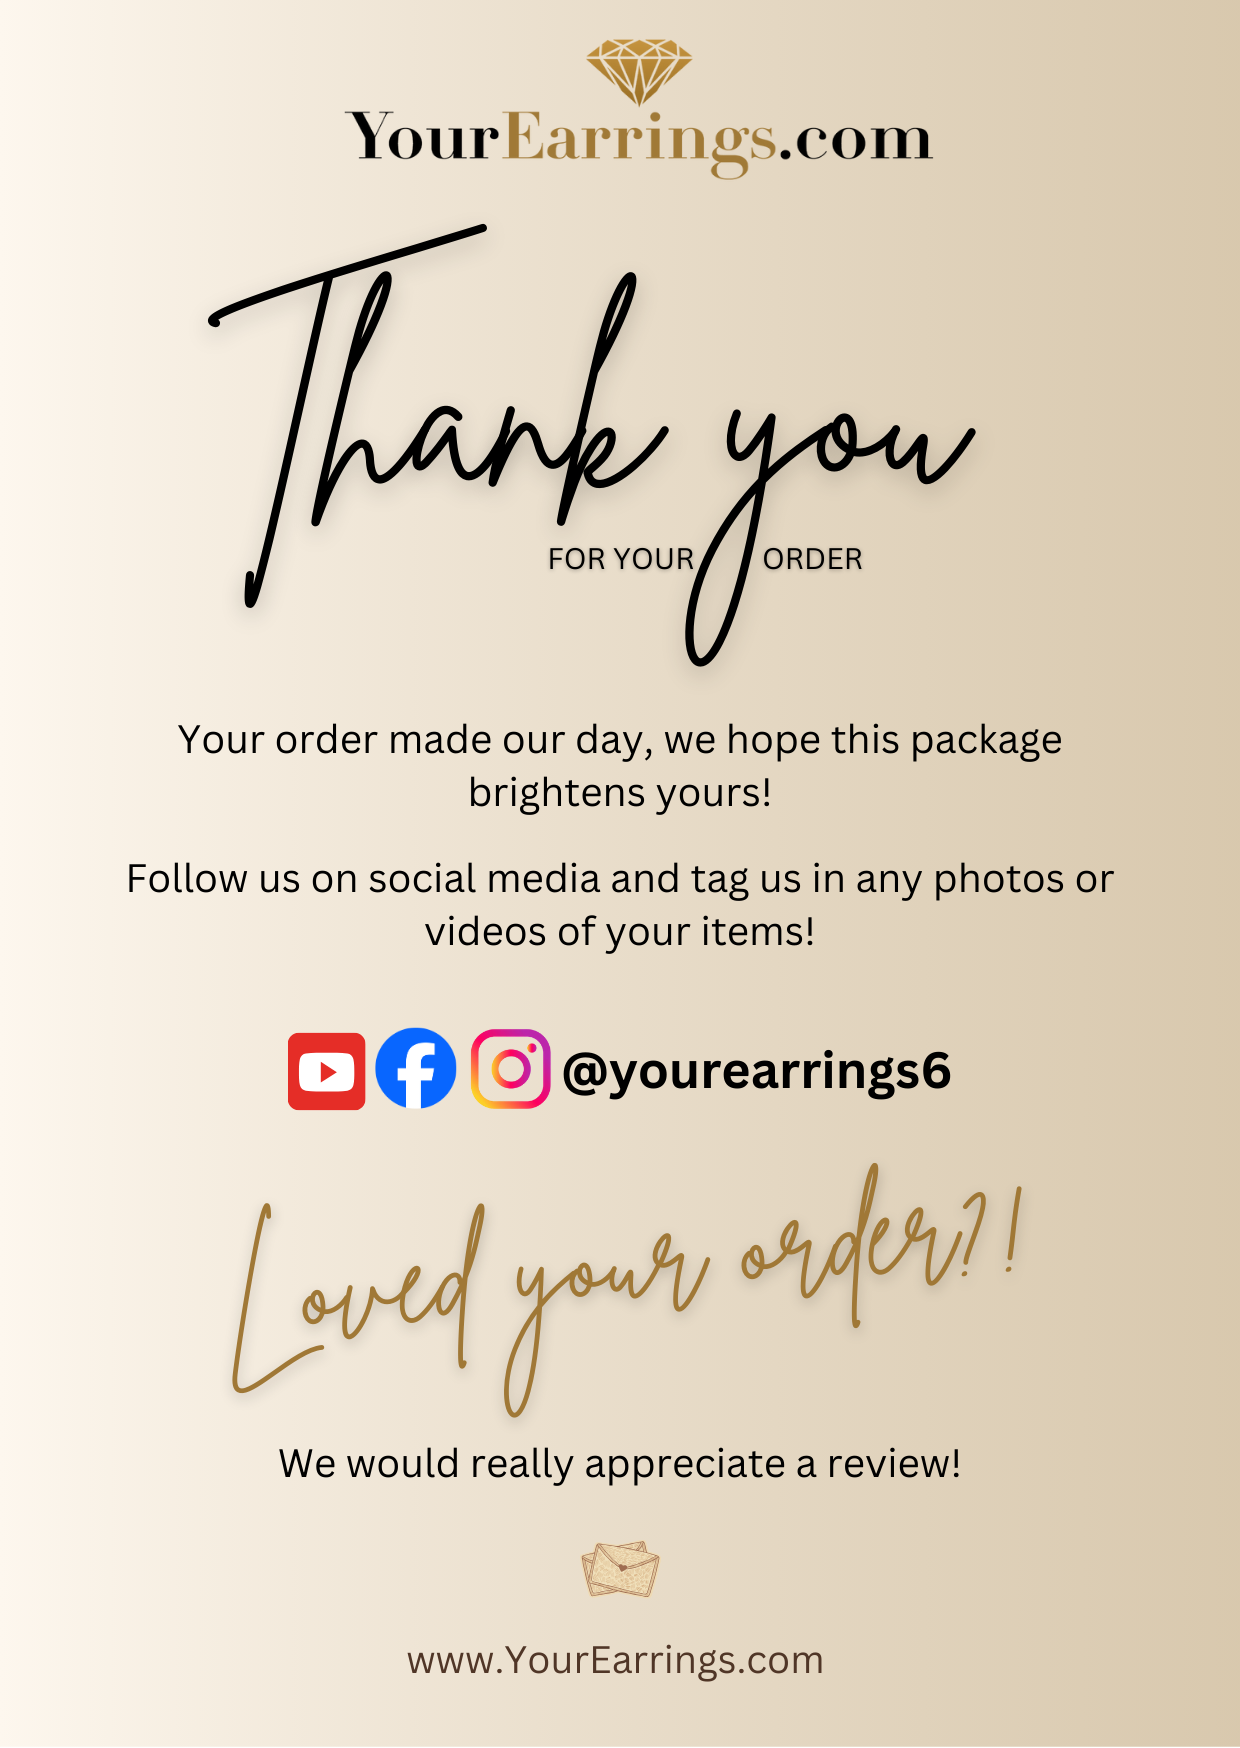 YourEarrings.com
Thank you
FOR YOUR ORDER
Your order made our day, we hope this package
brightens yours!
Follow us on social media and tag us in any photos or
videos of your items!
@yourearrings6
Loved your order?!
We would really appreciate a review!
www.YourEarrings.com